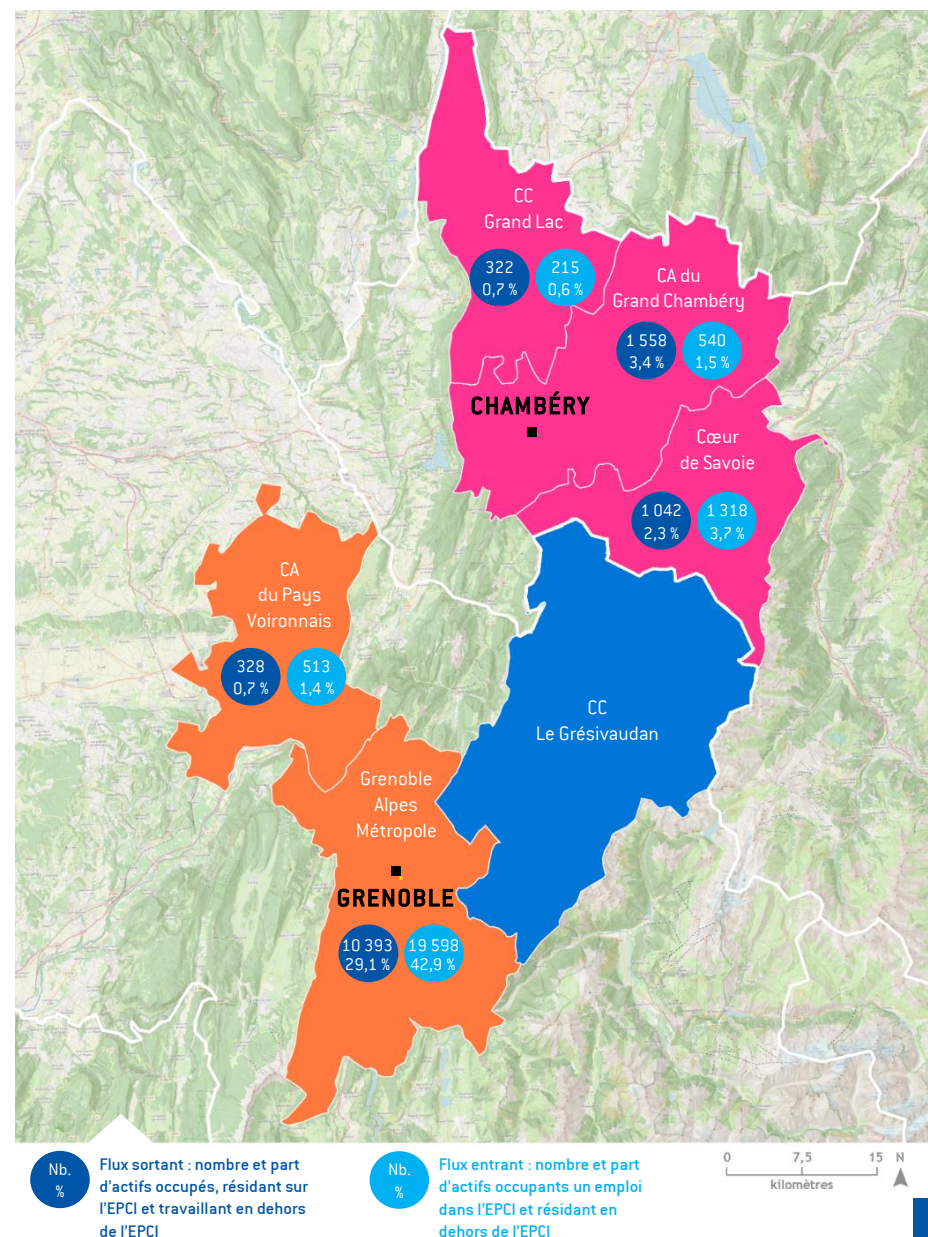 CC
Grand Lac
322
0,7 %
215
0,6 %
CA du
Grand Chambéry
1 558
3,4 %
540
1,5 %
CHAMBÉRY
Cœur
de Savoie
1 042
2,3 %
1 318
3,7 %
CA
du Pays
Voironnais
328
0,7 %
513
1,4 %
CC
Le Grésivaudan
Grenoble
Alpes
Métropole
GRENOBLE
10 393
29,1 %
19 598
42,9 %
Nb.
%
Flux sortant : nombre et part
d'actifs occupés, résidant sur
l'EPCI et travaillant en dehors
de l'EPCI
Nb.
%
Flux entrant : nombre et part
d'actifs occupants un emploi
dans l'EPCI et résidant en
dehors de l'EPCI
0 7,5 15 N
kilomètres